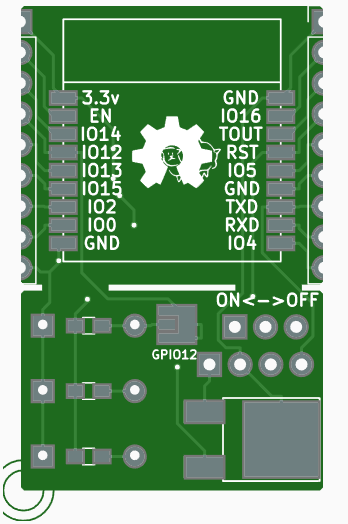 3.3v GND
EN IO16
IO14 TOUT
IO12 RST
IO13 IO5
IO15 GND
IO2 TXD
IO0 RXD
GND IO4
ON<->OFF
GPIO12